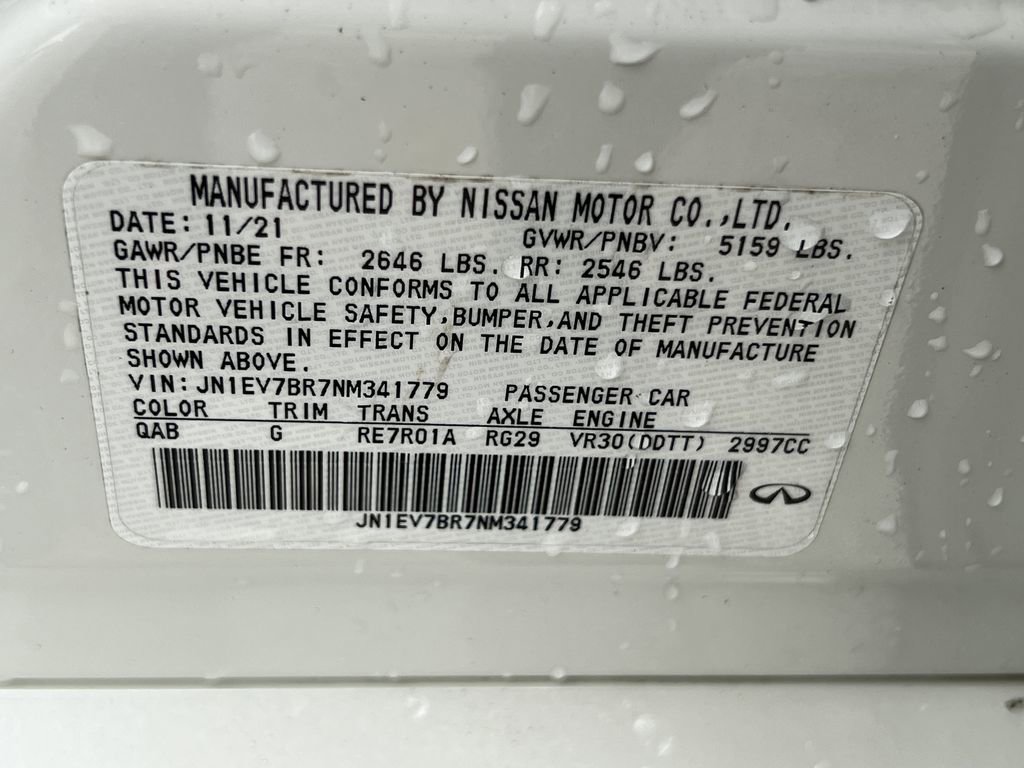 MANUFACTURED BY NISSAN MOTOR CO.,LTD.
DATE: 11/21 GVWR/PNBV: 5159 LBS.
GAWR/PNBE FR: 2646 LBS. RR: 2546 LBS.
THIS VEHICLE CONFORMS TO ALL APPLICABLE FEDERAL
MOTOR VEHICLE SAFETY,BUMPER,AND THEFT PREVENTION
STANDARDS IN EFFECT ON THE DATE OF MANUFACTURE
SHOWN ABOVE.
VIN: JN1EV7BR7NM341779 PASSENGER CAR
COLOR TRIM TRANS AXLE ENGINE
QAB G RE7R01A RG29 VR30(DDTT) 2997CC
JN1EV7BR7NM341779